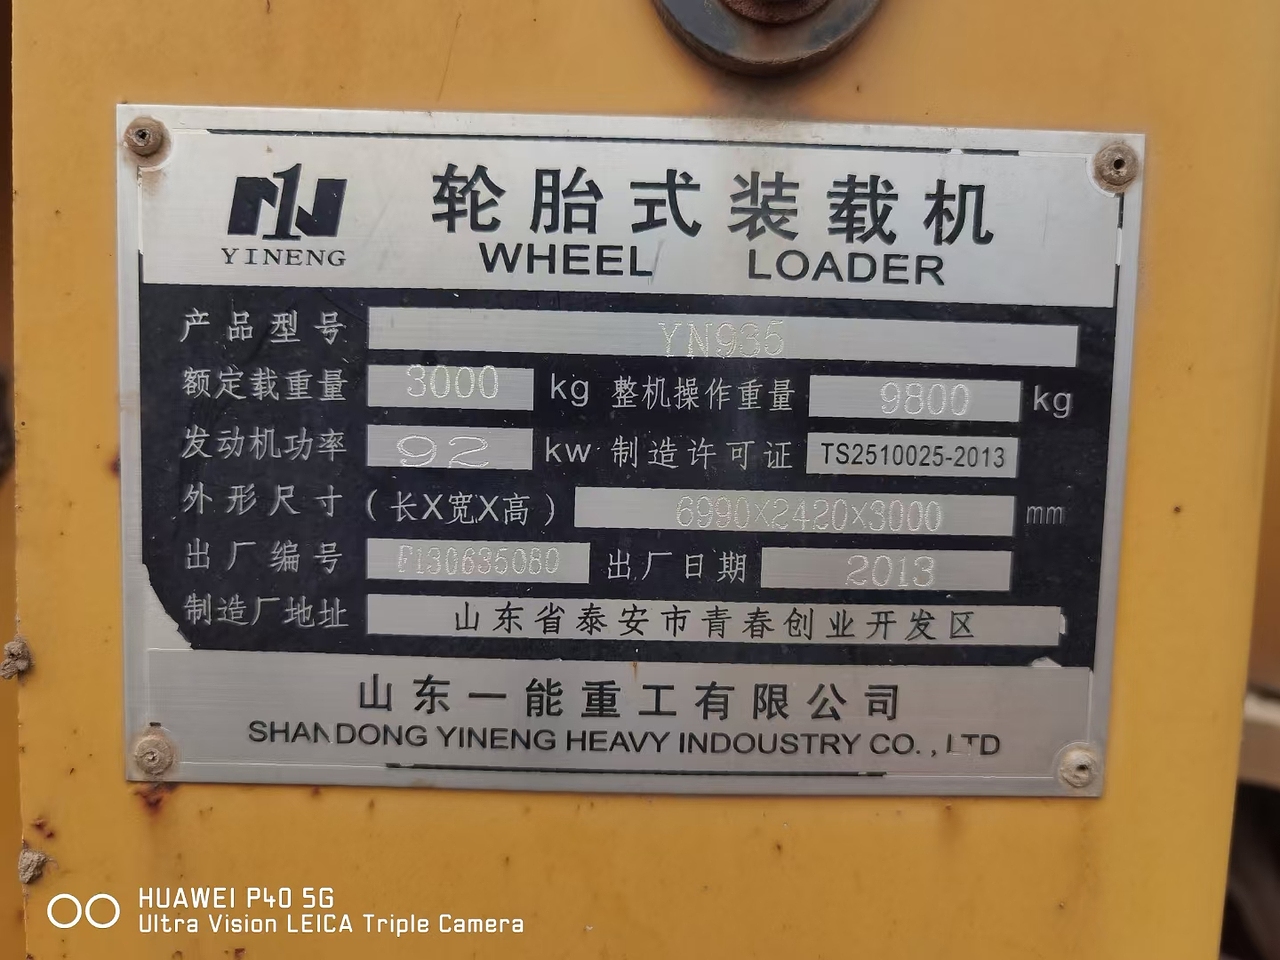 轮胎式装载机
YINENG
WHEEL LOADER
产品型号 YN935
额定载重量 3000 kg 整机操作重量 9800 kg
发动机功率 92 kw 制造许可证 TS2510025-2013
外形尺寸(长X宽X高) 6990X2420X3000 mm
出厂编号 F130635080 出厂日期 2013
制造厂地址 山东省泰安市青春创业开发区
山东一能重工有限公司
SHANDONG YINENG HEAVY INDOUSTRY CO.,LTD
HUAWEI P40 5G
Ultra Vision LEICA Triple Camera